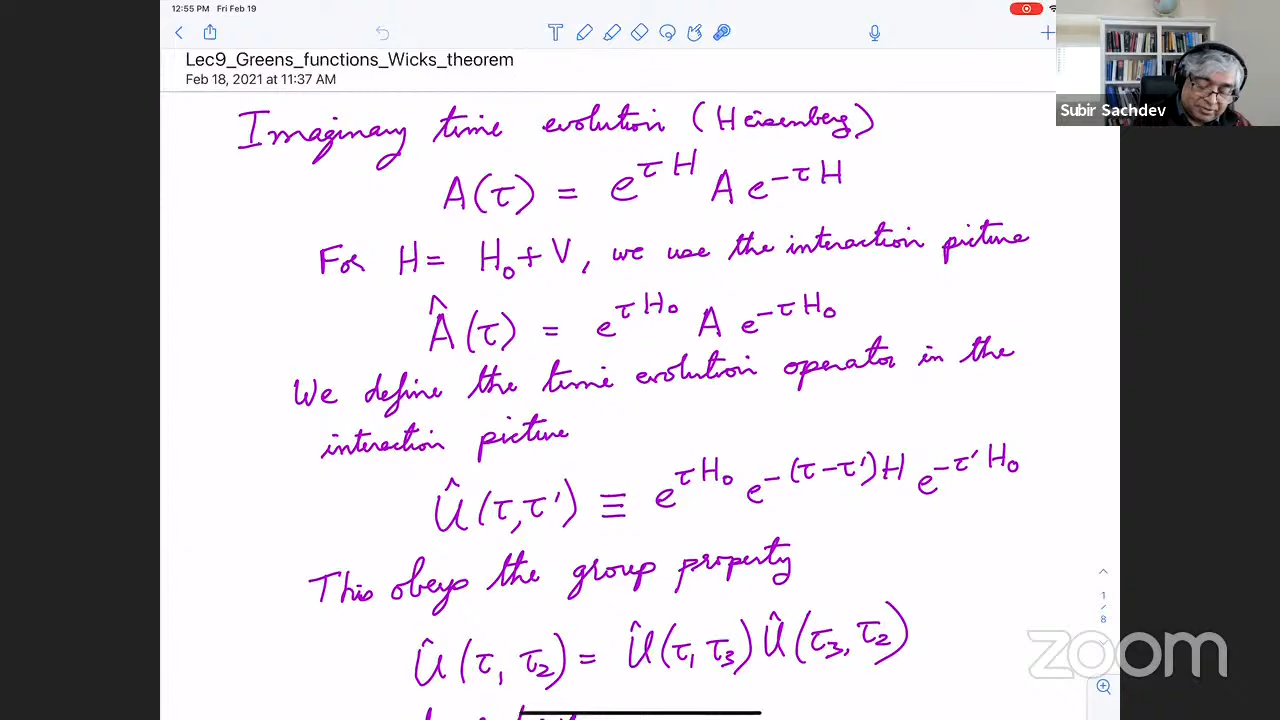 12:55 PM Fri Feb 19
Lec9_Greens_functions_Wicks_theorem
Feb 18, 2021 at 11:37 AM
Subir Sachdev
Imaginary time evolution (Heisenberg)
A(τ) = e^{τH} A e^{-τH}
For H = H₀ + V, we use the interaction picture
Â(τ) = e^{τH₀} A e^{-τH₀}
We define the time evolution operator in the
interaction picture
Û(τ,τ') ≡ e^{τH₀} e^{-(τ-τ')H} e^{-τ'H₀}
This obeys the group property
Û(τ₁ τ₂) = Û(τ₁ τ₃) Û(τ₃, τ₂)
1
/
8
zoom